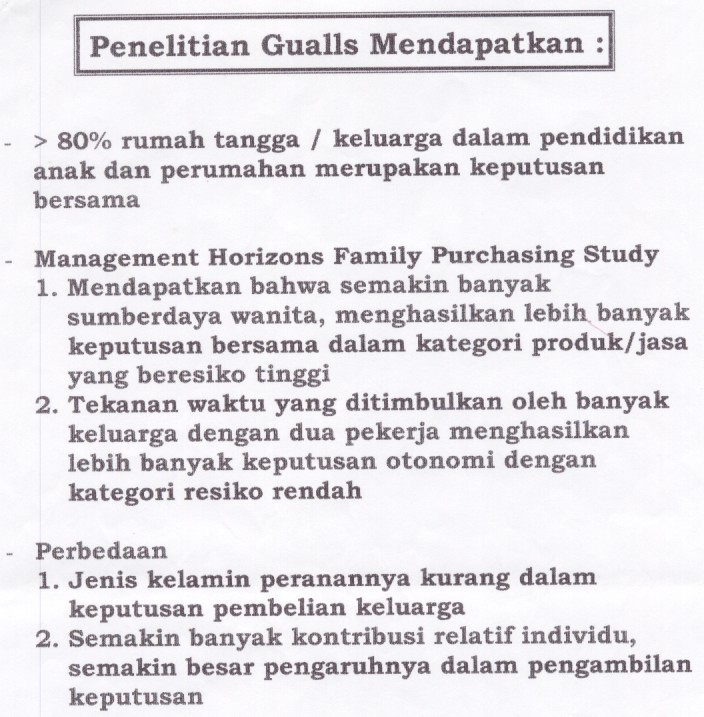 Penelitian Gualls Mendapatkan :
- > 80% rumah tangga / keluarga dalam pendidikan
anak dan perumahan merupakan keputusan
bersama
- Management Horizons Family Purchasing Study
1. Mendapatkan bahwa semakin banyak
sumberdaya wanita, menghasilkan lebih banyak
keputusan bersama dalam kategori produk/jasa
yang beresiko tinggi
2. Tekanan waktu yang ditimbulkan oleh banyak
keluarga dengan dua pekerja menghasilkan
lebih banyak keputusan otonomi dengan
kategori resiko rendah
- Perbedaan
1. Jenis kelamin peranannya kurang dalam
keputusan pembelian keluarga
2. Semakin banyak kontribusi relatif individu,
semakin besar pengaruhnya dalam pengambilan
keputusan